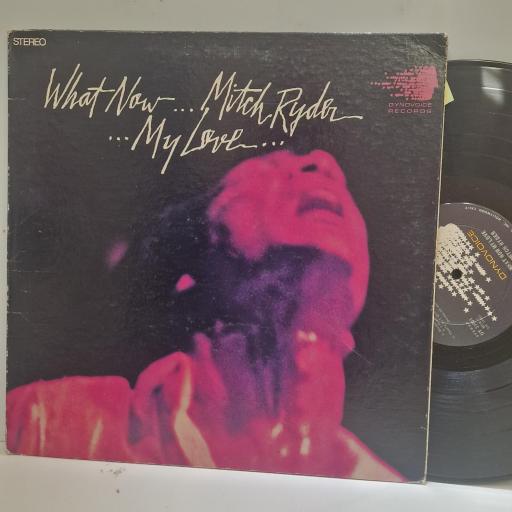 STEREO
What Now... Mitch Ryder
...My Love...
DYNOVOICE
RECORDS
DYNOVOICE